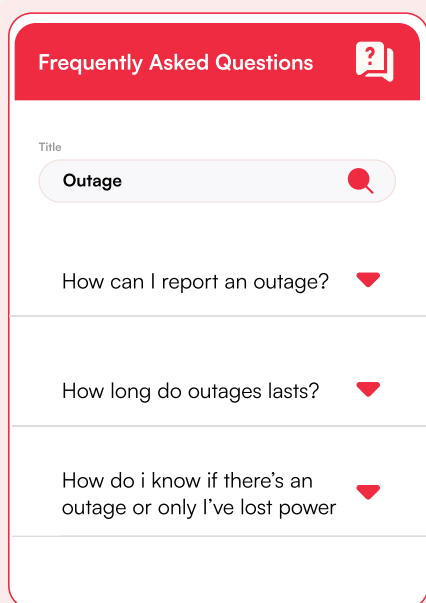 Frequently Asked Questions
?
Title
Outage
How can I report an outage?
How long do outages lasts?
How do i know if there's an
outage or only I've lost power